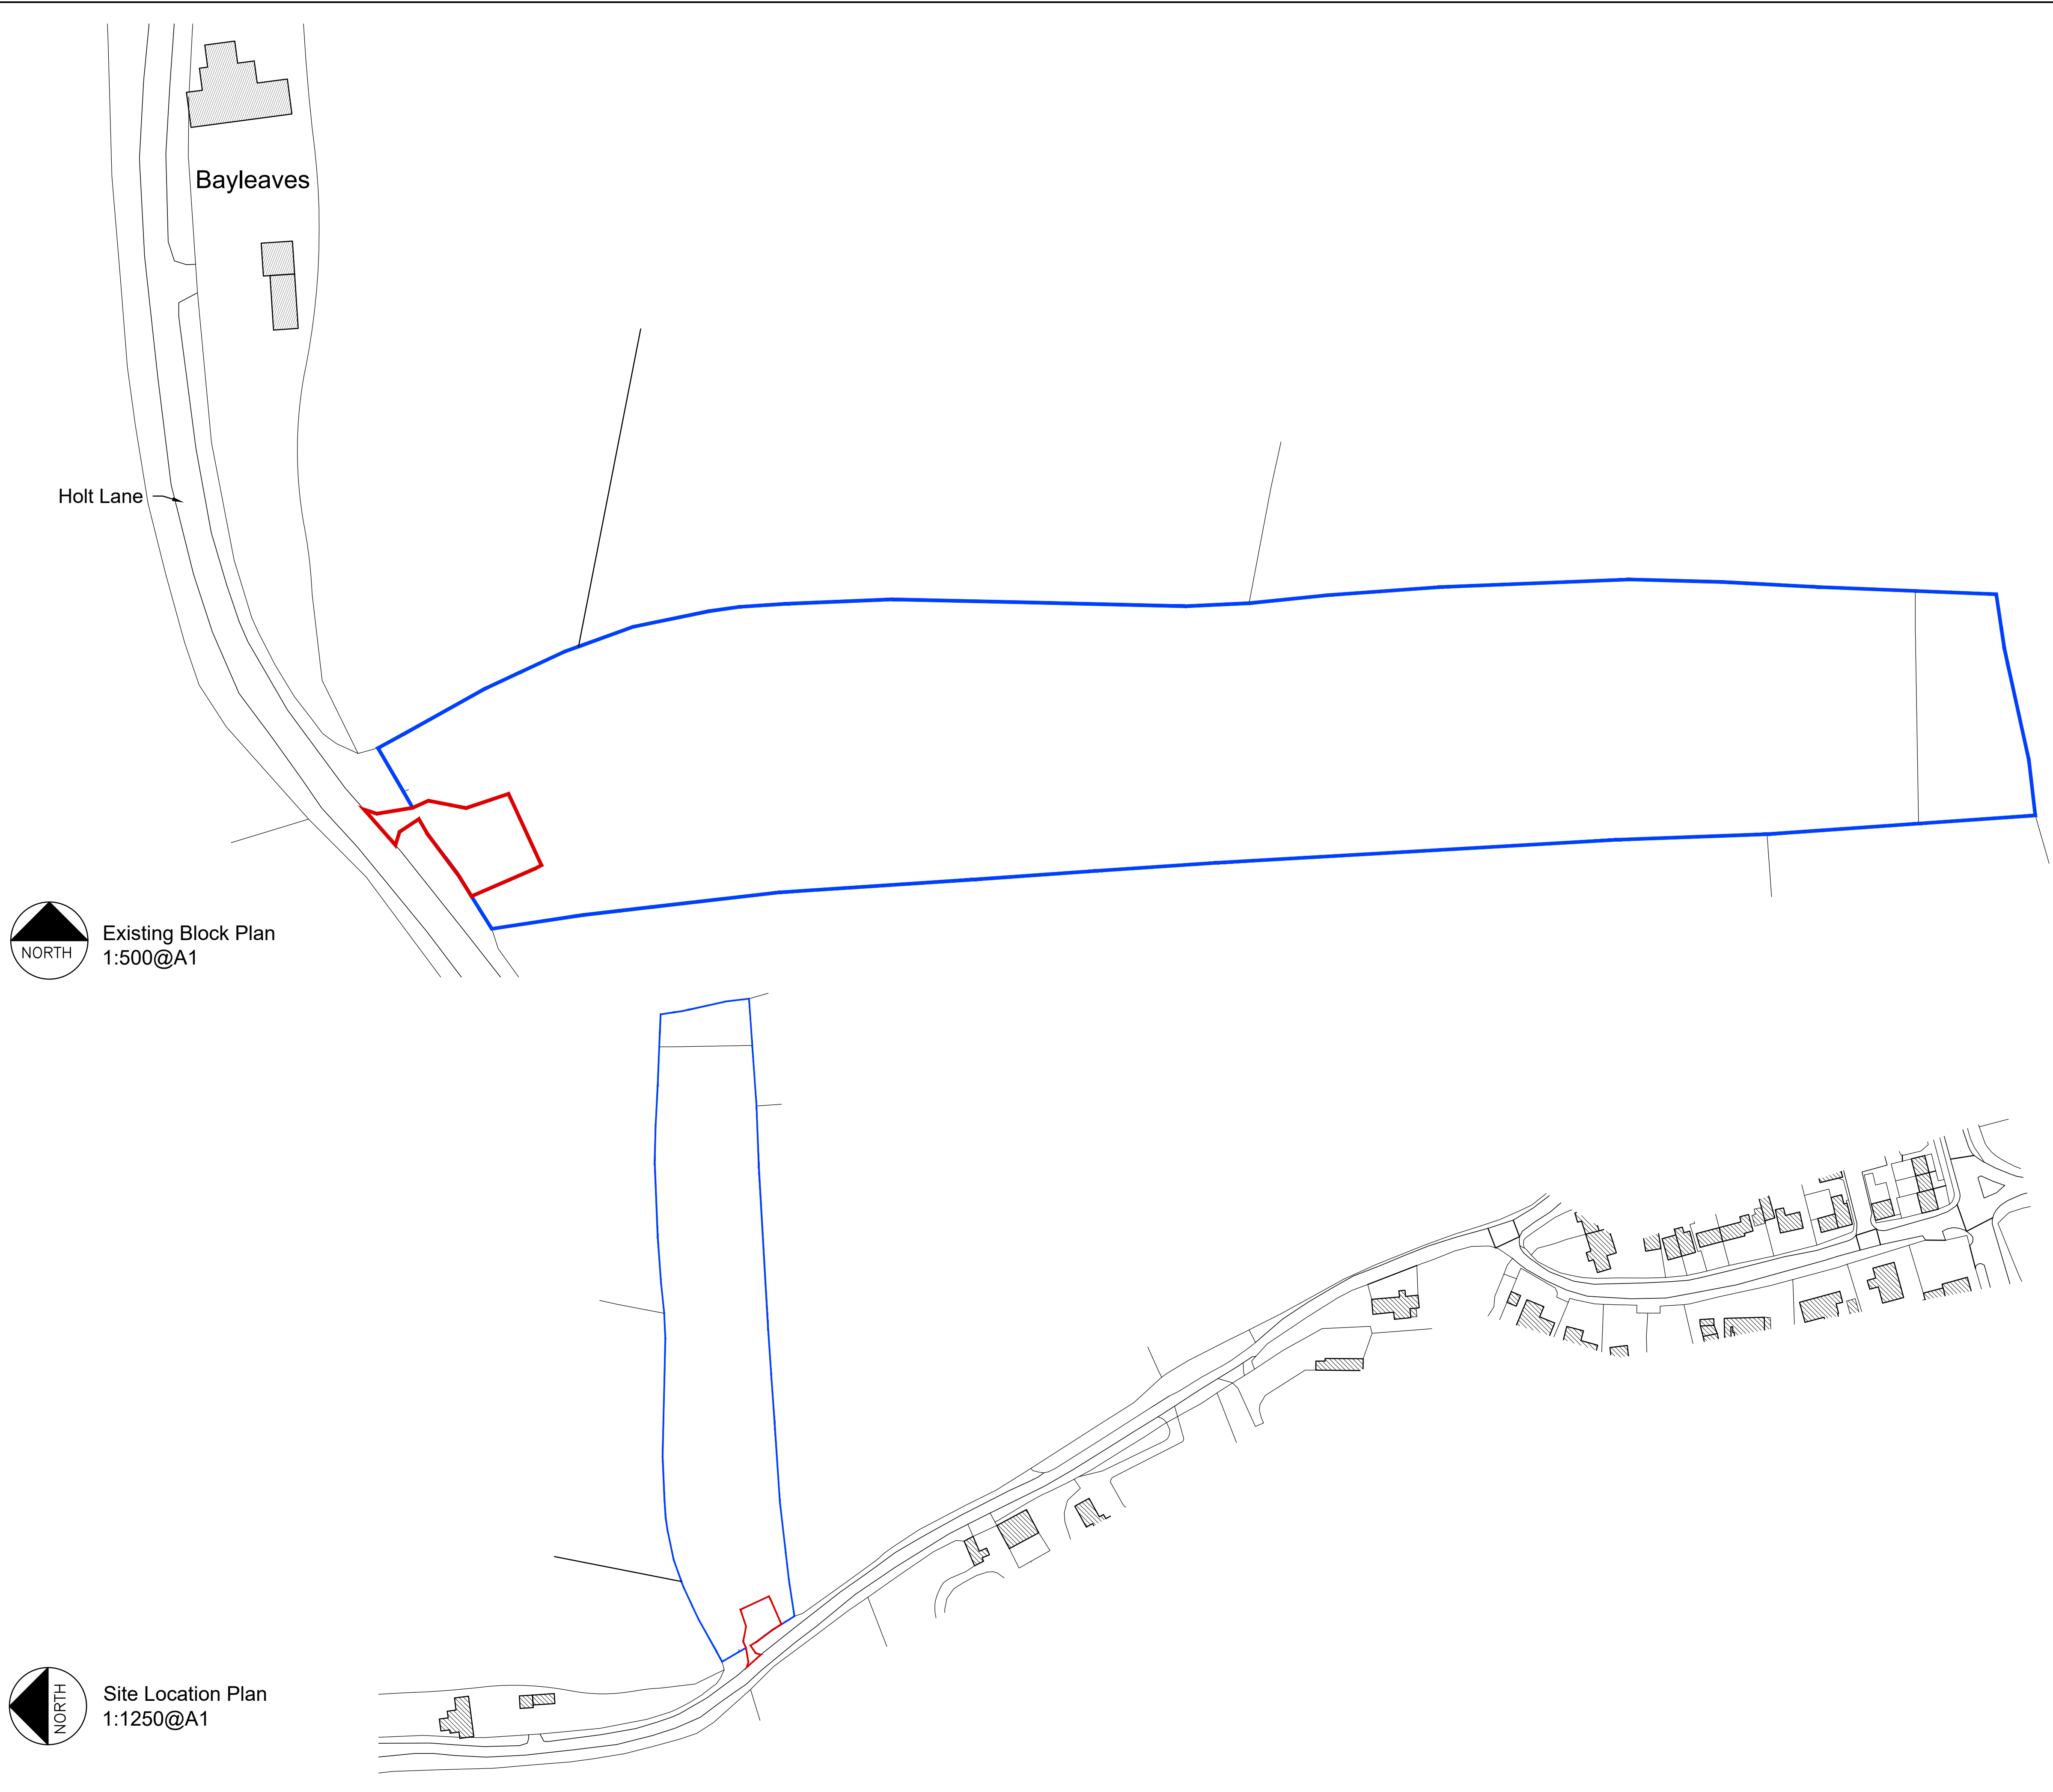 Bayleaves
Holt Lane
NORTH
Existing Block Plan
1:500@A1
NORTH
Site Location Plan
1:1250@A1